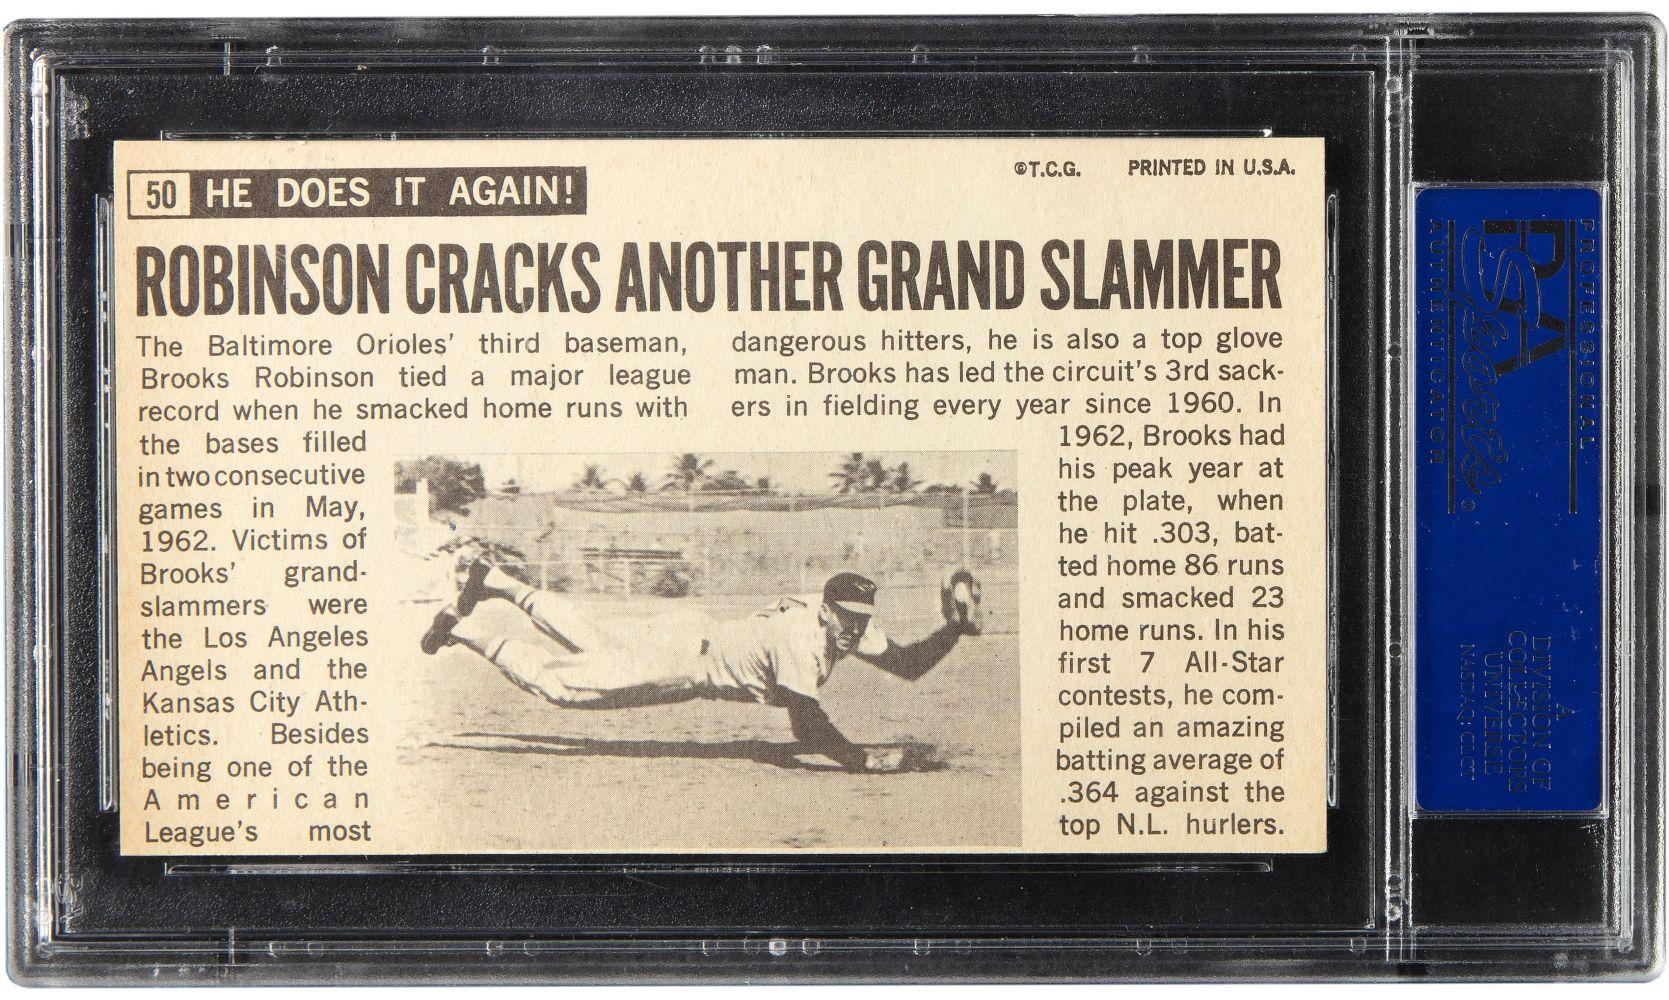 50 HE DOES IT AGAIN!
©T.C.G. PRINTED IN U.S.A.
ROBINSON CRACKS ANOTHER GRAND SLAMMER
The Baltimore Orioles' third baseman,
Brooks Robinson tied a major league
record when he smacked home runs with
the bases filled
in two consecutive
games in May,
1962. Victims of
Brooks' grand-
slammers were
the Los Angeles
Angels and the
Kansas City Ath-
letics. Besides
being one of the
American
League's most
dangerous hitters, he is also a top glove
man. Brooks has led the circuit's 3rd sack-
ers in fielding every year since 1960. In
1962, Brooks had
his peak year at
the plate, when
he hit .303, bat-
ted home 86 runs
and smacked 23
home runs. In his
first 7 All-Star
contests, he com-
piled an amazing
batting average of
.364 against the
top N.L. hurlers.
PROFESSIONAL
PSA
Sports
AUTHENTICATOR
A
DIVISION OF
COLLECTORS
UNIVERSE
NASDAQ: CLCT